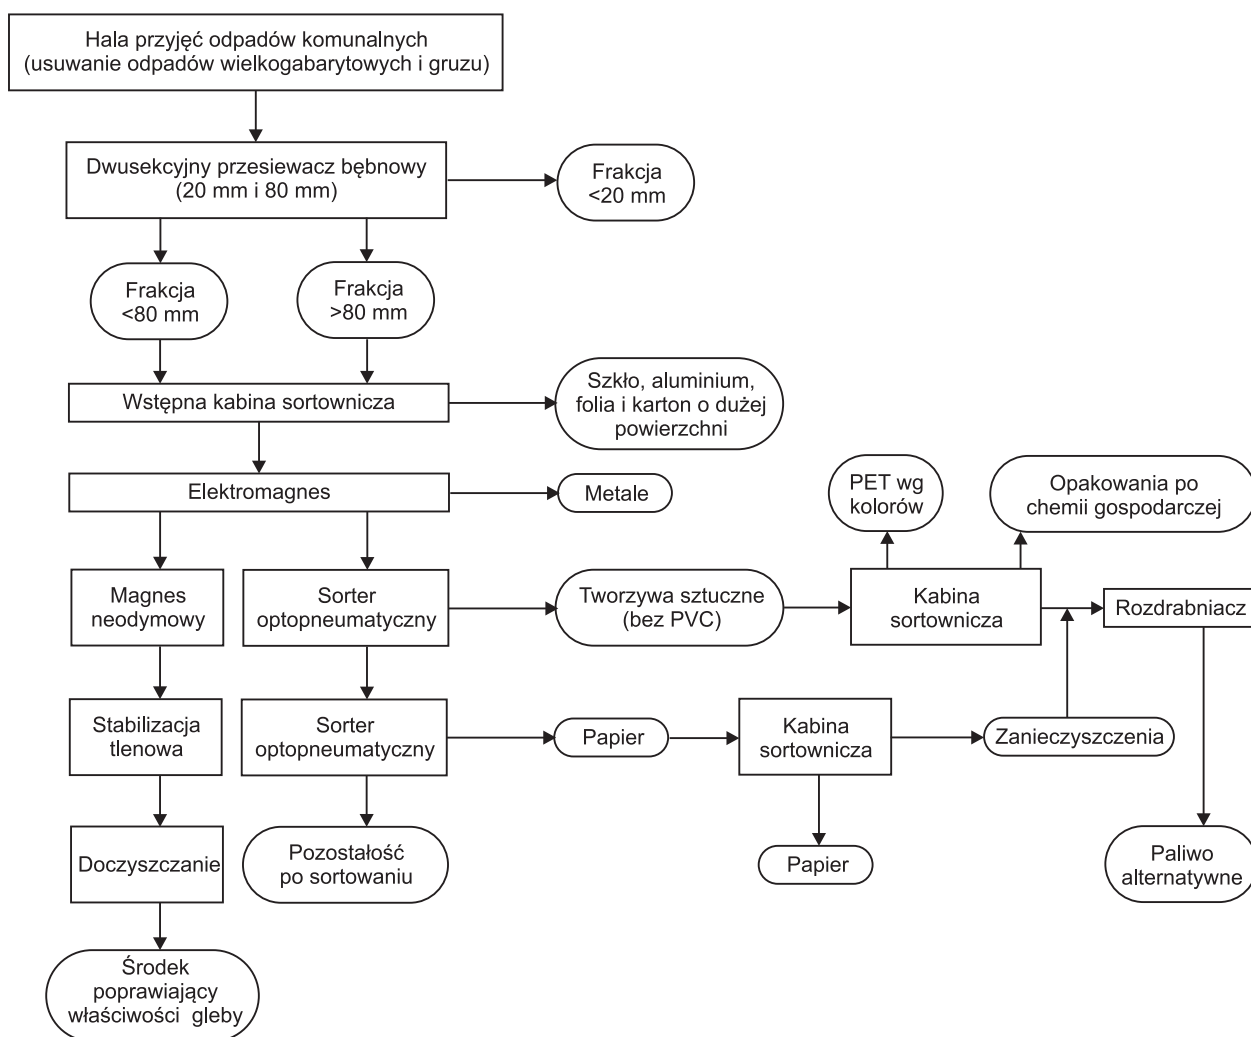 Hala przyjęć odpadów komunalnych
(usuwanie odpadów wielkogabarytowych i gruzu)
Dwusekcyjny przesiewacz bębnowy
(20 mm i 80 mm)
Frakcja
<20 mm
Frakcja
<80 mm
Frakcja
>80 mm
Wstępna kabina sortownicza
Szkło, aluminium,
folia i karton o dużej
powierzchni
Elektromagnes
Metale
PET wg
kolorów
Opakowania po
chemii gospodarczej
Magnes
neodymowy
Sorter
optopneumatyczny
Tworzywa sztuczne
(bez PVC)
Kabina
sortownicza
Rozdrabniacz
Stabilizacja
tlenowa
Sorter
optopneumatyczny
Papier
Kabina
sortownicza
Zanieczyszczenia
Doczyszczanie
Pozostałość
po sortowaniu
Papier
Paliwo
alternatywne
Środek
poprawiający
właściwości gleby